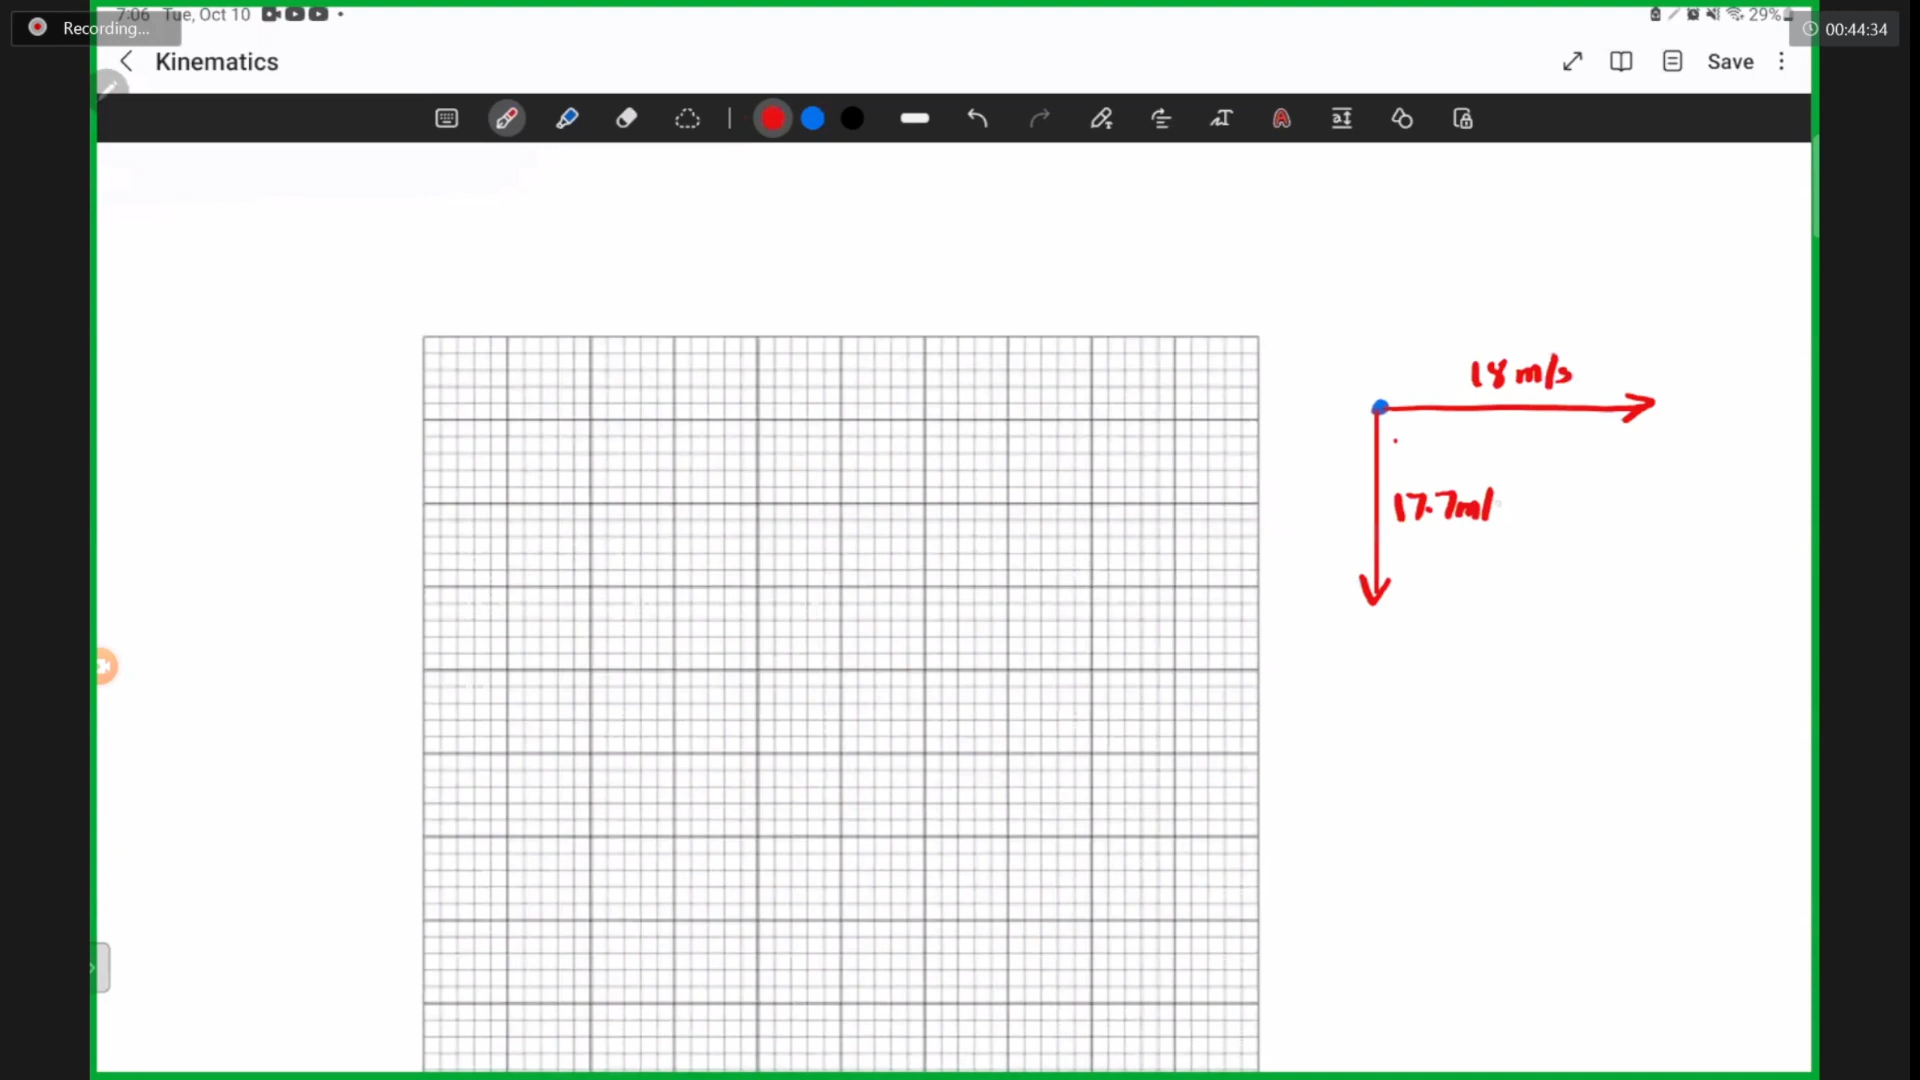 7:06 Tue, Oct 10
29%
Recording...
00:44:34
Kinematics
Save
18 m/s
17.7m/